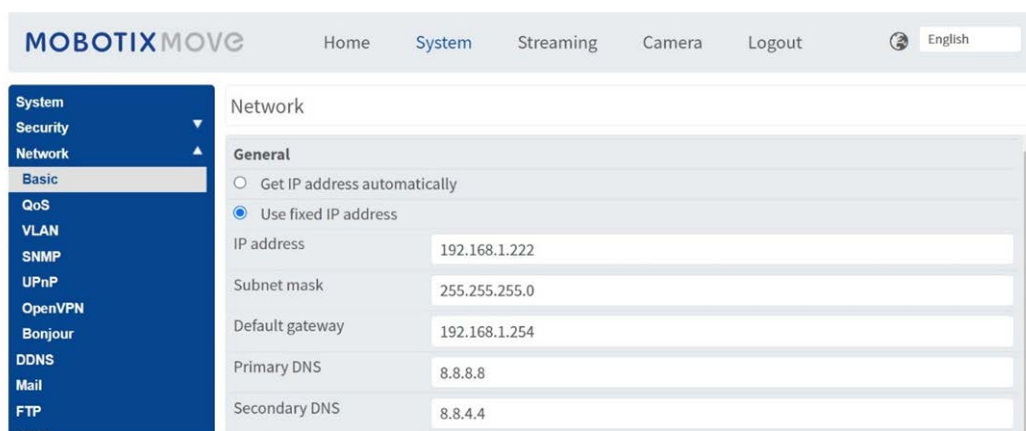 MOBOTIX MOVE
Home System Streaming Camera Logout English
System
Security
Network
Basic
QoS
VLAN
SNMP
UPnP
OpenVPN
Bonjour
DDNS
Mail
FTP
Network
General
Get IP address automatically
Use fixed IP address
IP address 192.168.1.222
Subnet mask 255.255.255.0
Default gateway 192.168.1.254
Primary DNS 8.8.8.8
Secondary DNS 8.8.4.4